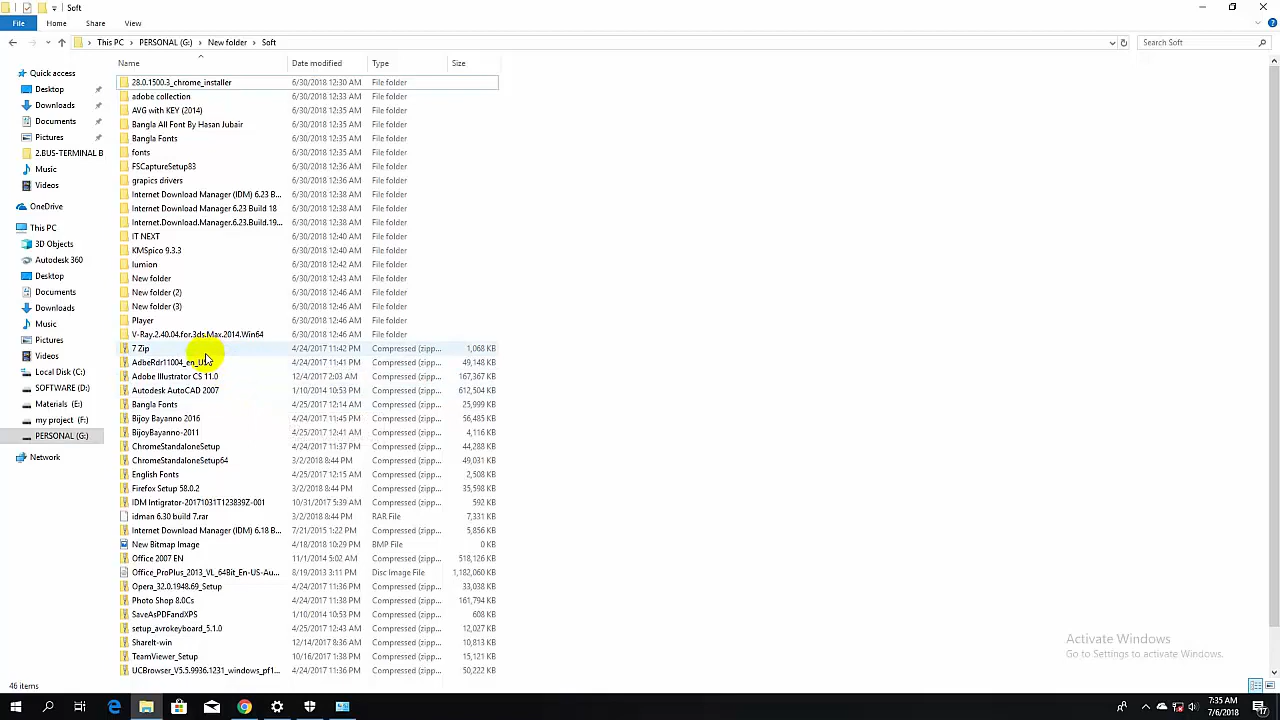 Soft
File Home Share View
This PC PERSONAL (G:) New folder Soft
Search Soft
Name Date modified Type Size
Quick access
Desktop
Downloads
Documents
Pictures
2.BUS-TERMINAL B
Music
Videos
OneDrive
This PC
3D Objects
Autodesk 360
Desktop
Documents
Downloads
Music
Pictures
Videos
Local Disk (C:)
SOFTWARE (D:)
Materials (E:)
my project (F:)
PERSONAL (G:)
Network
28.0.1500.3_chrome_installer 6/30/2018 12:30 AM File folder
adobe collection 6/30/2018 12:33 AM File folder
AVG with KEY (2014) 6/30/2018 12:35 AM File folder
Bangla All Font By Hasan Jubair 6/30/2018 12:35 AM File folder
Bangla Fonts 6/30/2018 12:35 AM File folder
fonts 6/30/2018 12:35 AM File folder
FSCaptureSetup83 6/30/2018 12:36 AM File folder
grapics drivers 6/30/2018 12:36 AM File folder
Internet Download Manager (IDM) 6.23 B... 6/30/2018 12:38 AM File folder
Internet Download Manager 6.23 Build 18 6/30/2018 12:38 AM File folder
Internet.Download.Manager.6.23.Build.19... 6/30/2018 12:38 AM File folder
IT NEXT 6/30/2018 12:40 AM File folder
KMSpico 9.3.3 6/30/2018 12:40 AM File folder
lumion 6/30/2018 12:42 AM File folder
New folder 6/30/2018 12:43 AM File folder
New folder (2) 6/30/2018 12:46 AM File folder
New folder (3) 6/30/2018 12:46 AM File folder
Player 6/30/2018 12:46 AM File folder
V-Ray.2.40.04.for.3ds.Max.2014.Win64 6/30/2018 12:46 AM File folder
7 Zip 4/24/2017 11:42 PM Compressed (zipp... 1,068 KB
AdbeRdr11004_en_US 4/24/2017 11:41 PM Compressed (zipp... 49,148 KB
Adobe Illustrator CS 11.0 12/4/2017 2:03 AM Compressed (zipp... 167,367 KB
Autodesk AutoCAD 2007 1/10/2014 10:53 PM Compressed (zipp... 612,504 KB
Bangla Fonts 4/25/2017 12:14 AM Compressed (zipp... 25,999 KB
Bijoy Bayanno 2016 4/24/2017 11:45 PM Compressed (zipp... 56,485 KB
BijoyBayanno-2011 4/25/2017 12:41 AM Compressed (zipp... 4,116 KB
ChromeStandaloneSetup 4/24/2017 11:37 PM Compressed (zipp... 44,288 KB
ChromeStandaloneSetup64 3/2/2018 8:44 PM Compressed (zipp... 49,031 KB
English Fonts 4/25/2017 12:15 AM Compressed (zipp... 2,508 KB
Firefox Setup 58.0.2 3/2/2018 8:44 PM Compressed (zipp... 35,598 KB
IDM Intigrator-20171031T123839Z-001 10/31/2017 5:39 AM Compressed (zipp... 592 KB
idman 6.30 build 7.rar 3/2/2018 8:44 PM RAR File 7,331 KB
Internet Download Manager (IDM) 6.18 B... 7/21/2015 1:22 PM Compressed (zipp... 5,856 KB
New Bitmap Image 4/18/2018 10:29 PM BMP File 0 KB
Office 2007 EN 11/1/2014 5:02 AM Compressed (zipp... 518,126 KB
Office_ProPlus_2013_VL_64Bit_En-US-Au... 8/19/2013 3:11 PM Disc Image File 1,182,060 KB
Opera_32.0.1948.69_Setup 4/24/2017 11:36 PM Compressed (zipp... 33,038 KB
Photo Shop 8.0Cs 4/24/2017 11:38 PM Compressed (zipp... 161,794 KB
SaveAsPDFandXPS 1/10/2014 10:53 PM Compressed (zipp... 608 KB
setup_avrokeyboard_5.1.0 4/25/2017 12:43 AM Compressed (zipp... 12,027 KB
ShareIt-win 12/14/2017 8:36 AM Compressed (zipp... 10,813 KB
TeamViewer_Setup 10/16/2017 1:38 PM Compressed (zipp... 15,121 KB
UCBrowser_V5.5.9936.1231_windows_pf1... 4/24/2017 11:36 PM Compressed (zipp... 50,222 KB
Activate Windows
Go to Settings to activate Windows.
46 items
7:35 AM
7/6/2018